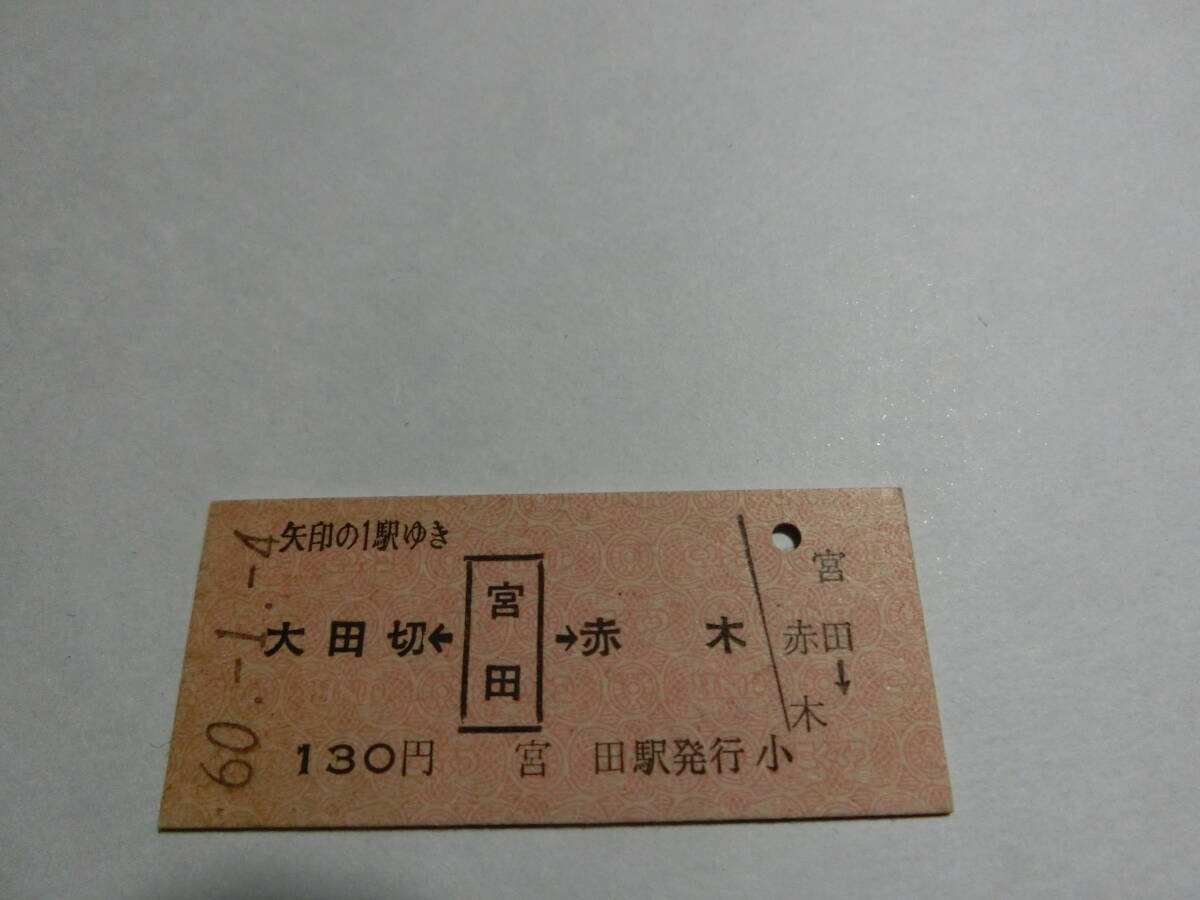 60.-1.-4
矢印の1駅ゆき
大田切←宮田→赤木
130円 宮田駅発行小
宮田
↓
赤木